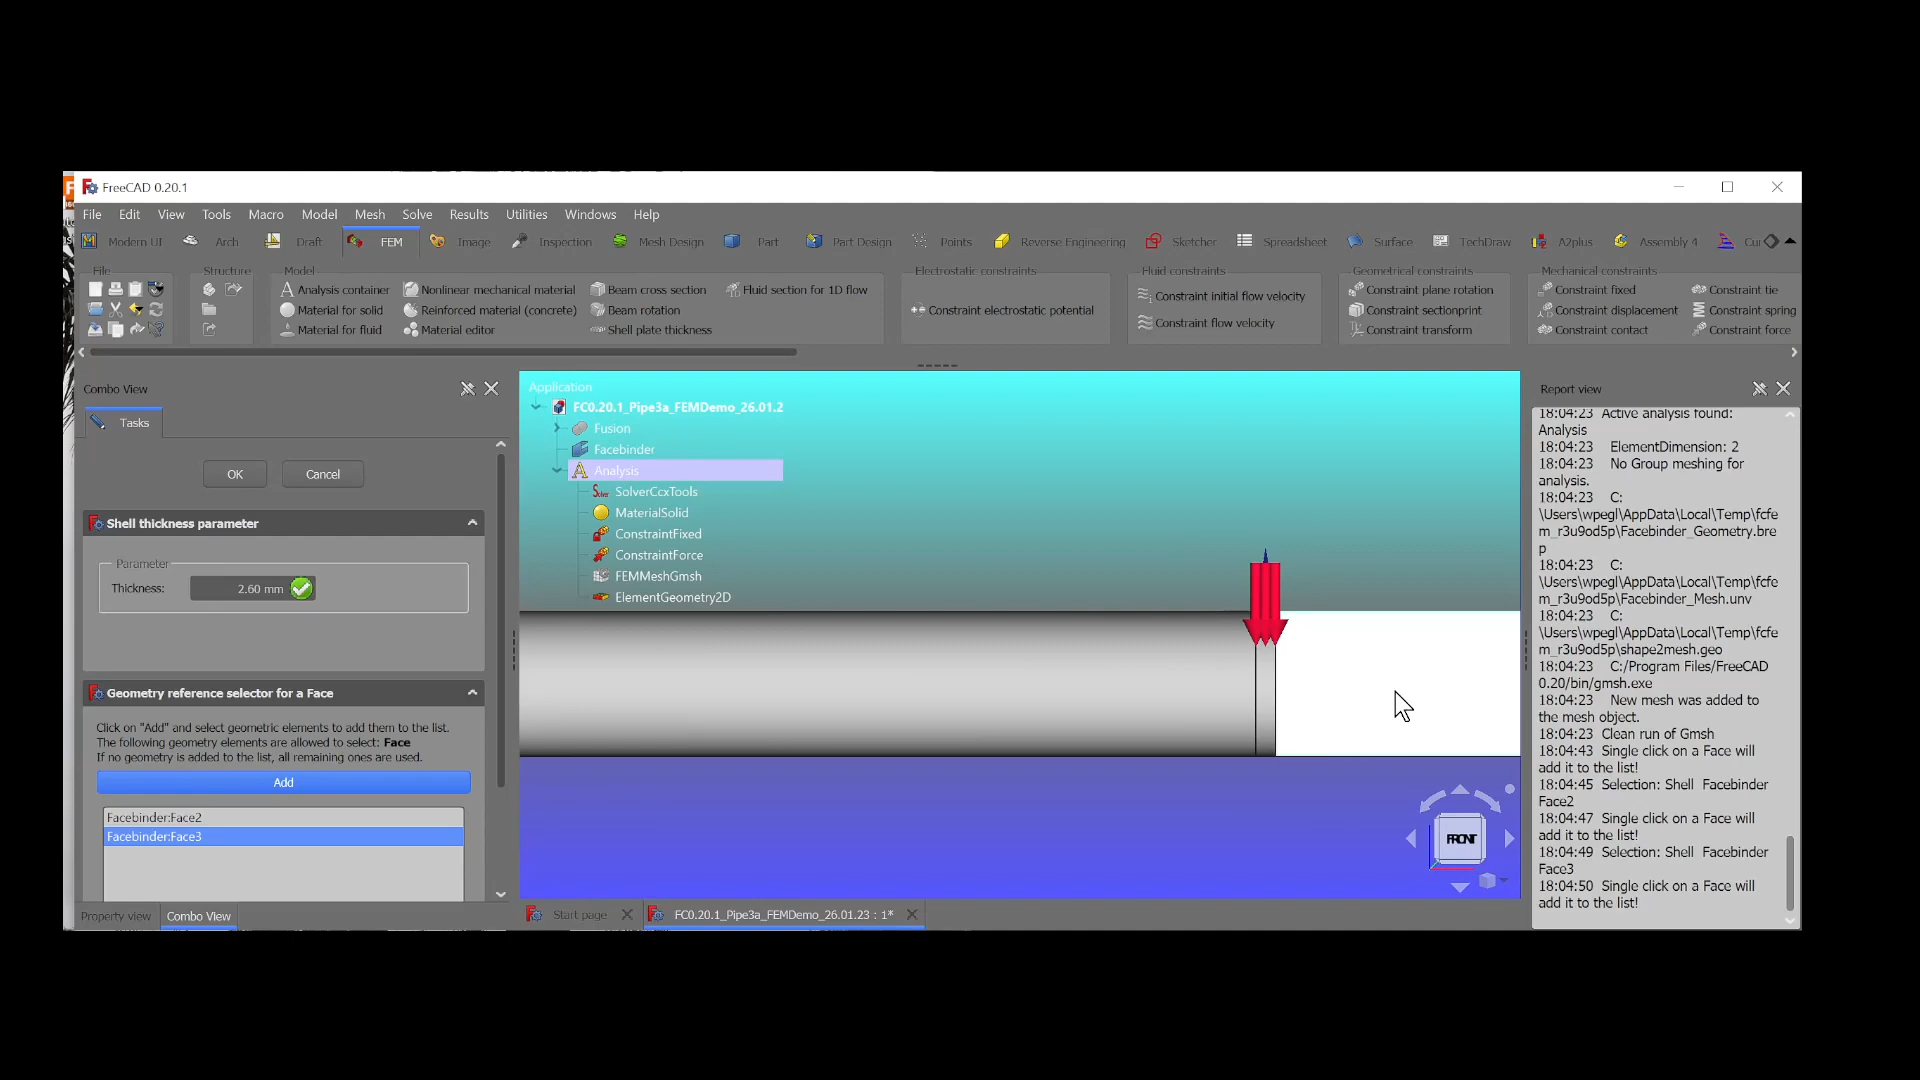 FreeCAD 0.20.1
File Edit View Tools Macro Model Mesh Solve Results Utilities Windows Help
Modern UI Arch Draft FEM Image Inspection Mesh Design Part Part Design Points Reverse Engineering Sketcher Spreadsheet Surface TechDraw A2plus Assembly 4 Cur
File Structure Model Electrostatic constraints Fluid constraints Geometrical constraints Mechanical constraints
Analysis container Nonlinear mechanical material Beam cross section Fluid section for 1D flow Constraint initial flow velocity Constraint plane rotation Constraint fixed Constraint tie
Material for solid Reinforced material (concrete) Beam rotation Constraint electrostatic potential Constraint sectionprint Constraint displacement Constraint spring
Material for fluid Material editor Shell plate thickness Constraint flow velocity Constraint transform Constraint contact Constraint force
Combo View
Tasks
OK Cancel
Shell thickness parameter
Parameter
Thickness: 2.60 mm
Geometry reference selector for a Face
Click on "Add" and select geometric elements to add them to the list.
The following geometry elements are allowed to select: Face
If no geometry is added to the list, all remaining ones are used.
Add
Facebinder:Face2
Facebinder:Face3
Property view Combo View
Application
FC0.20.1_Pipe3a_FEMDemo_26.01.2
Fusion
Facebinder
Analysis
SolverCcxTools
MaterialSolid
ConstraintFixed
ConstraintForce
FEMMeshGmsh
ElementGeometry2D
FRONT
Start page FC0.20.1_Pipe3a_FEMDemo_26.01.23 : 1*
Report view
18:04:23 Active analysis found:
Analysis
18:04:23 ElementDimension: 2
18:04:23 No Group meshing for
analysis.
18:04:23 C:
\Users\wpegl\AppData\Local\Temp\fcfe
m_r3u9od5p\Facebinder_Geometry.bre
p
18:04:23 C:
\Users\wpegl\AppData\Local\Temp\fcfe
m_r3u9od5p\Facebinder_Mesh.unv
18:04:23 C:
\Users\wpegl\AppData\Local\Temp\fcfe
m_r3u9od5p\shape2mesh.geo
18:04:23 C:/Program Files/FreeCAD
0.20/bin/gmsh.exe
18:04:23 New mesh was added to
the mesh object.
18:04:23 Clean run of Gmsh
18:04:43 Single click on a Face will
add it to the list!
18:04:45 Selection: Shell Facebinder
Face2
18:04:47 Single click on a Face will
add it to the list!
18:04:49 Selection: Shell Facebinder
Face3
18:04:50 Single click on a Face will
add it to the list!